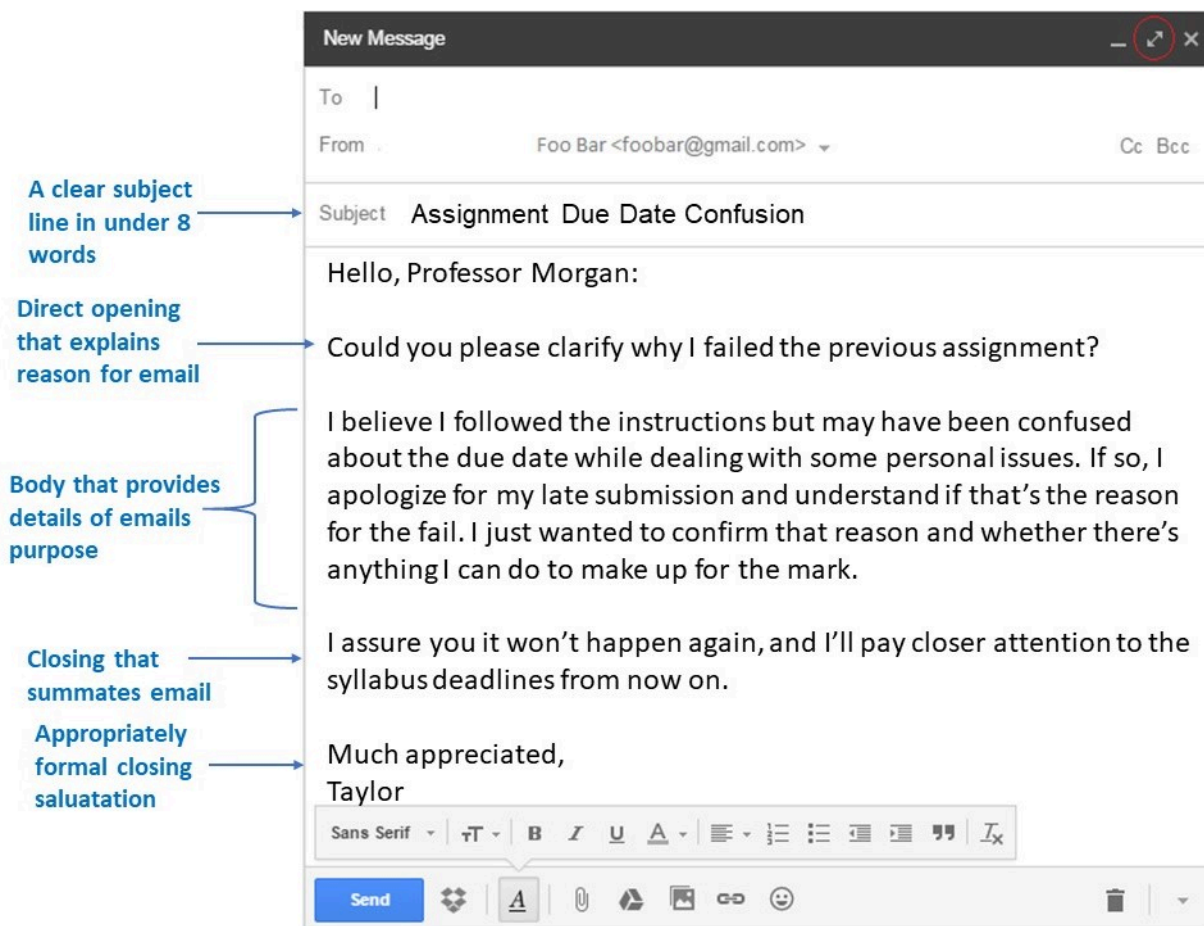 New Message
To
From
Foo Bar <foobar@gmail.com>
Cc Bcc
A clear subject
line in under 8
words
Subject Assignment Due Date Confusion
Hello, Professor Morgan:
Direct opening
that explains
reason for email
Could you please clarify why I failed the previous assignment?
Body that provides
details of emails
purpose
I believe I followed the instructions but may have been confused
about the due date while dealing with some personal issues. If so, I
apologize for my late submission and understand if that's the reason
for the fail. I just wanted to confirm that reason and whether there's
anything I can do to make up for the mark.
Closing that
summates email
I assure you it won't happen again, and I'll pay closer attention to the
syllabus deadlines from now on.
Appropriately
formal closing
saluatation
Much appreciated,
Taylor
Sans Serif
Send